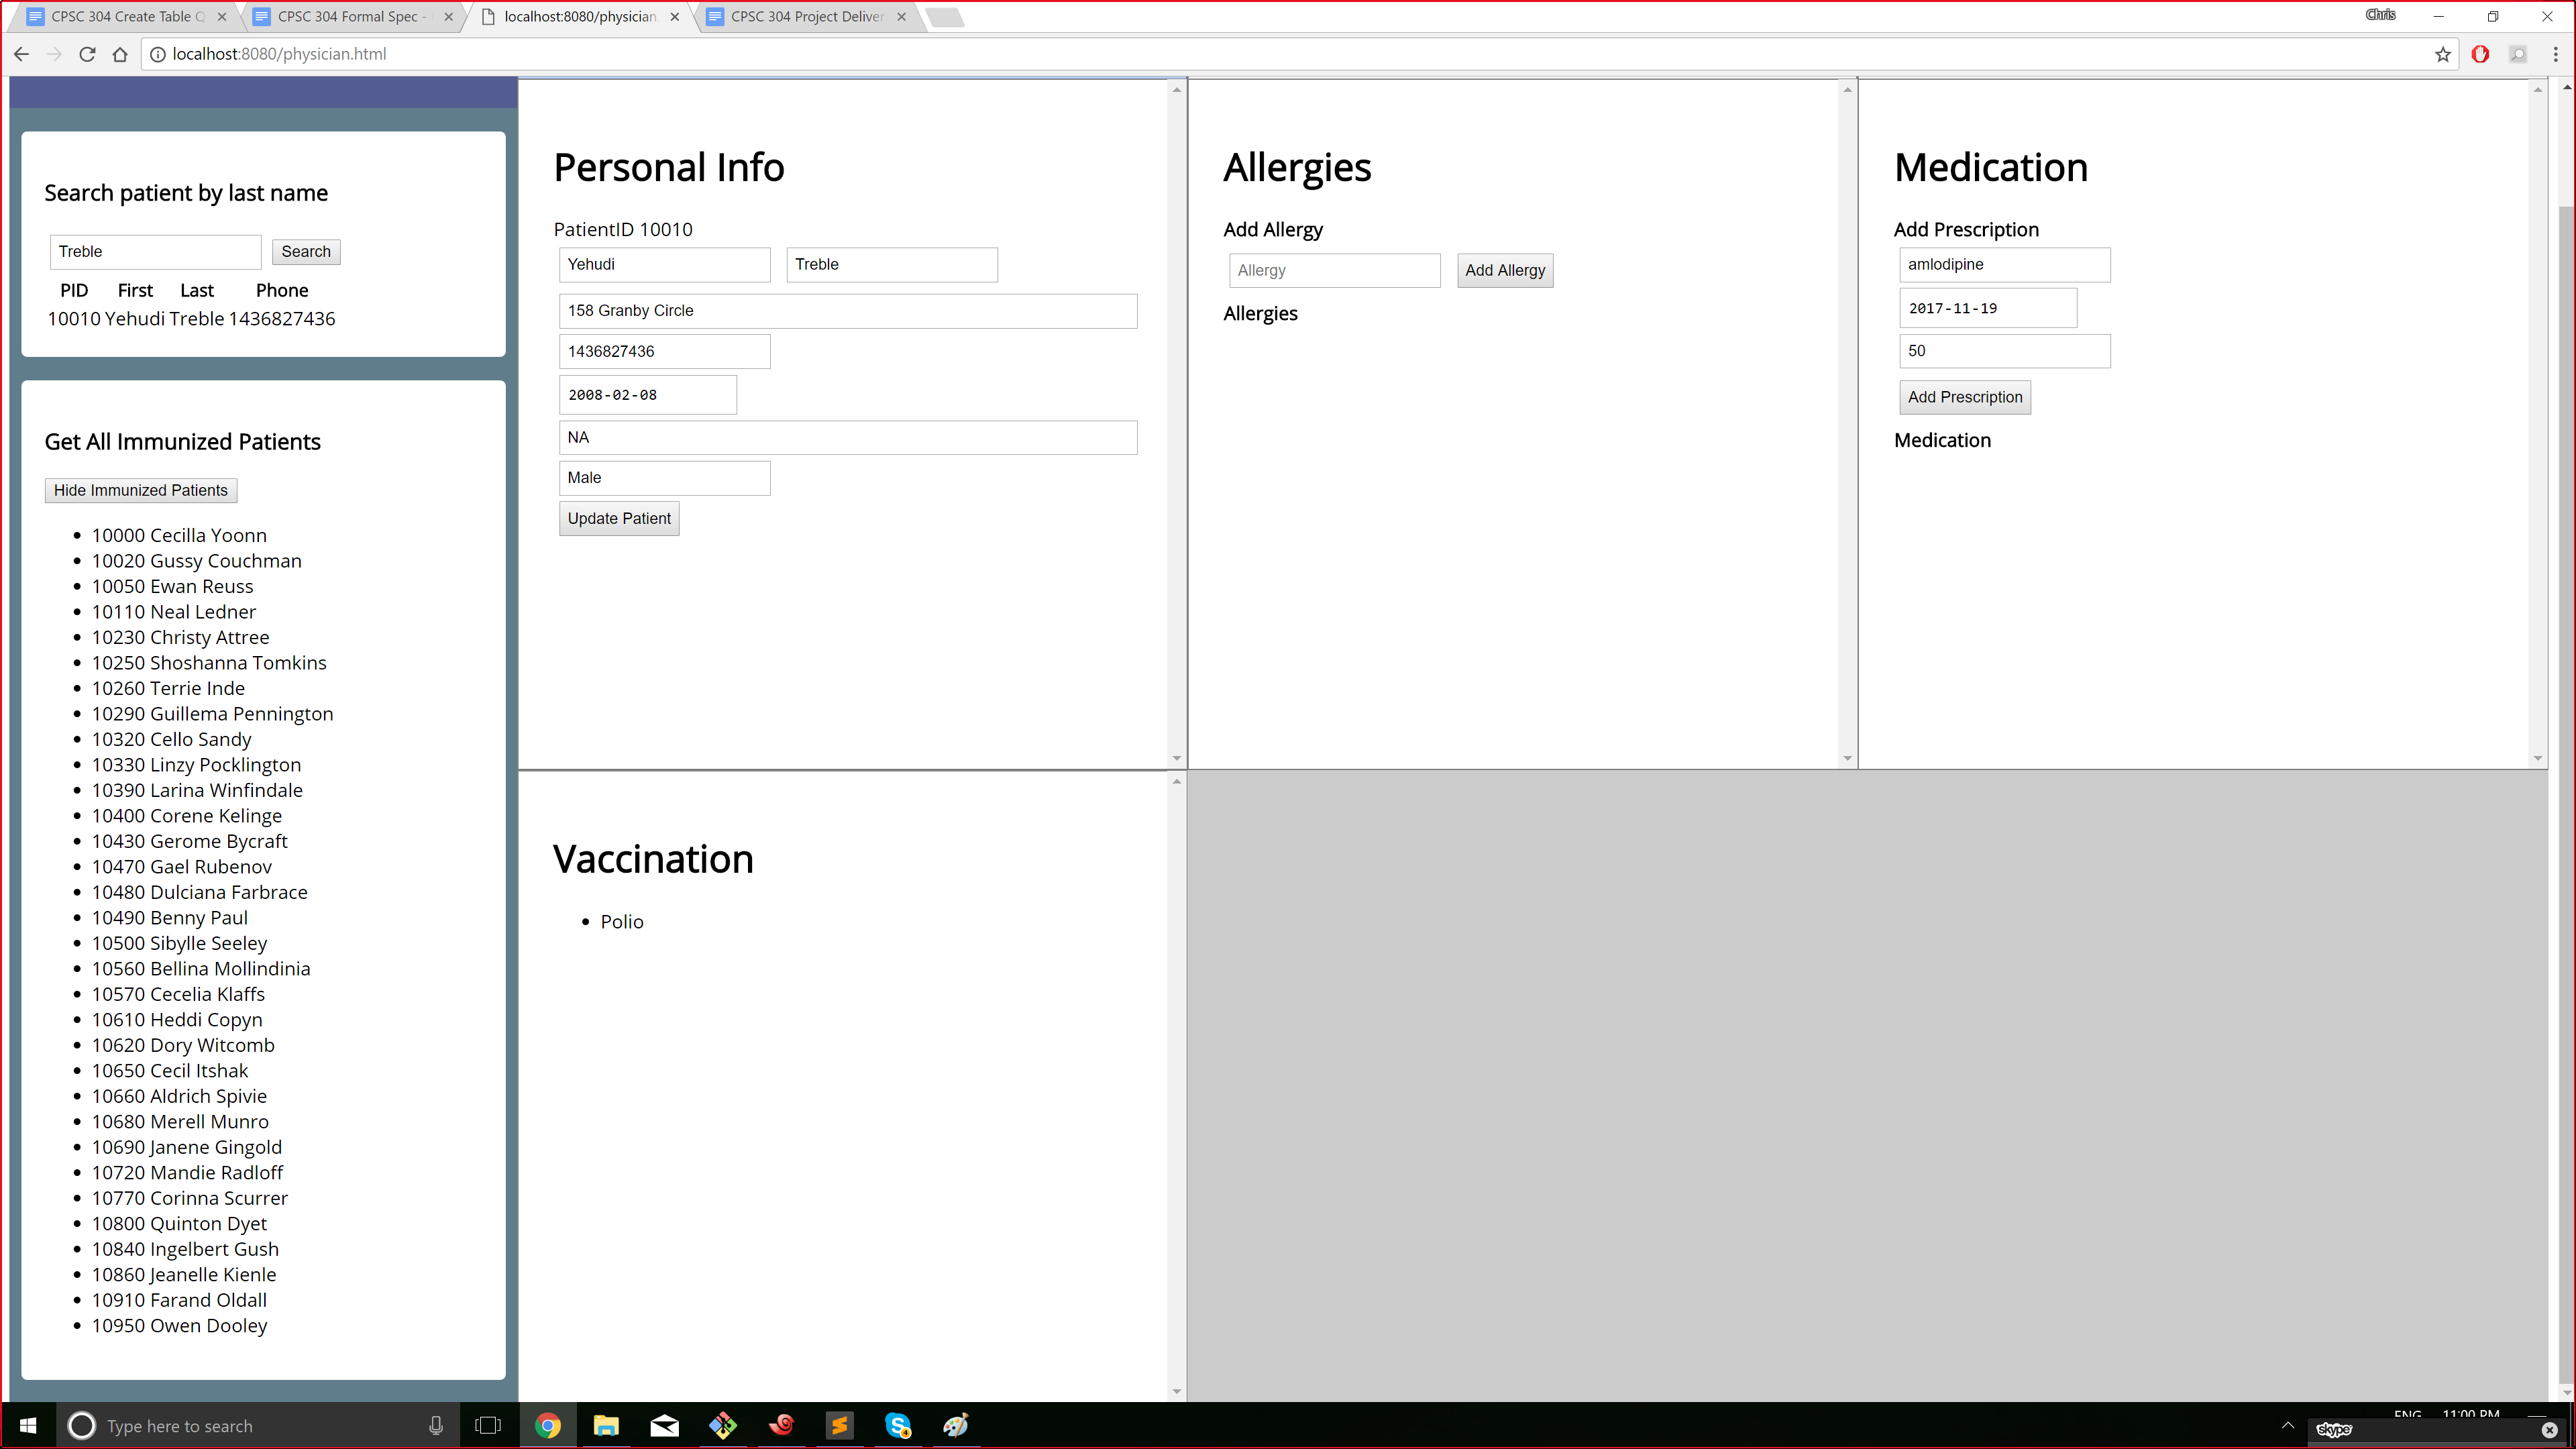 CPSC 304 Create Table Q
CPSC 304 Formal Spec -
localhost:8080/physician.
CPSC 304 Project Deliver
Chris
localhost:8080/physician.html
Search patient by last name
Treble
Search
PID First Last Phone
10010 Yehudi Treble 1436827436
Get All Immunized Patients
Hide Immunized Patients
10000 Cecilla Yoonn
10020 Gussy Couchman
10050 Ewan Reuss
10110 Neal Ledner
10230 Christy Attree
10250 Shoshanna Tomkins
10260 Terrie Inde
10290 Guillema Pennington
10320 Cello Sandy
10330 Linzy Pocklington
10390 Larina Winfindale
10400 Corene Kelinge
10430 Gerome Bycraft
10470 Gael Rubenov
10480 Dulciana Farbrace
10490 Benny Paul
10500 Sibylle Seeley
10560 Bellina Mollindinia
10570 Cecelia Klaffs
10610 Heddi Copyn
10620 Dory Witcomb
10650 Cecil Itshak
10660 Aldrich Spivie
10680 Merell Munro
10690 Janene Gingold
10720 Mandie Radloff
10770 Corinna Scurrer
10800 Quinton Dyet
10840 Ingelbert Gush
10860 Jeanelle Kienle
10910 Farand Oldall
10950 Owen Dooley
Personal Info
PatientID 10010
Yehudi Treble
158 Granby Circle
1436827436
2008-02-08
NA
Male
Update Patient
Allergies
Add Allergy
Allergy
Add Allergy
Allergies
Medication
Add Prescription
amlodipine
2017-11-19
50
Add Prescription
Medication
Vaccination
Polio
Type here to search
S
4
ENG 11:00 PM
skype